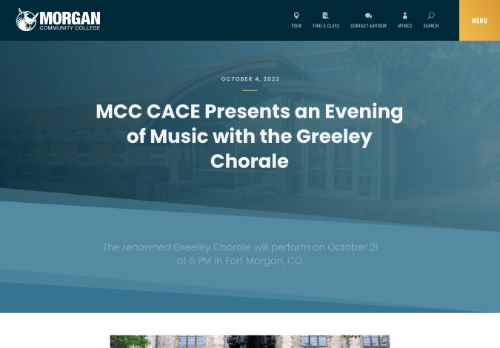 MORGAN
COMMUNITY COLLEGE
TOUR
FIND A CLASS
CONTACT ADVISOR
MYMCC
SEARCH
MENU
OCTOBER 4, 2023
MCC CACE Presents an Evening
of Music with the Greeley
Chorale
The renowned Greeley Chorale will perform on October 21
at 6 PM in Fort Morgan, CO.